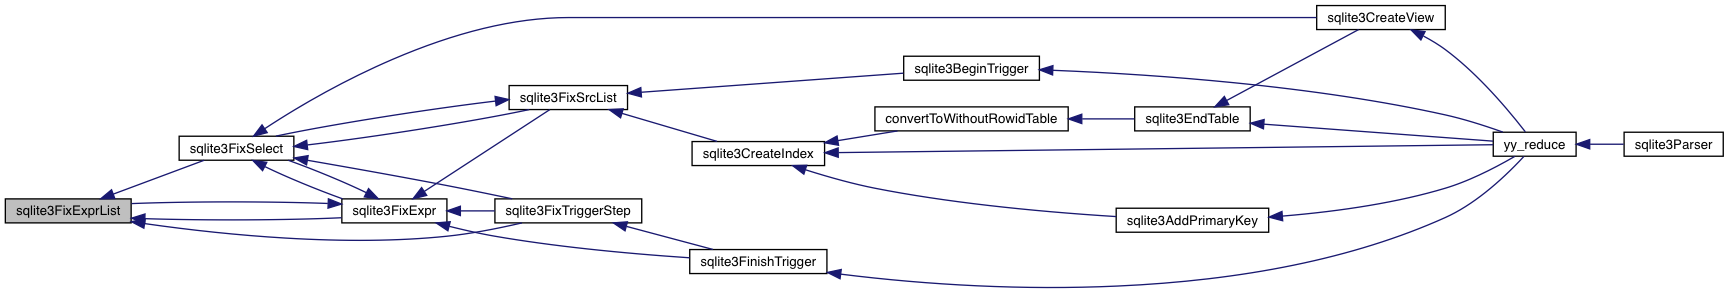 sqlite3CreateView
sqlite3BeginTrigger
sqlite3FixSrcList
convertToWithoutRowidTable
sqlite3EndTable
sqlite3FixSelect
sqlite3CreateIndex
yy_reduce
sqlite3Parser
sqlite3FixExprList
sqlite3FixExpr
sqlite3FixTriggerStep
sqlite3AddPrimaryKey
sqlite3FinishTrigger